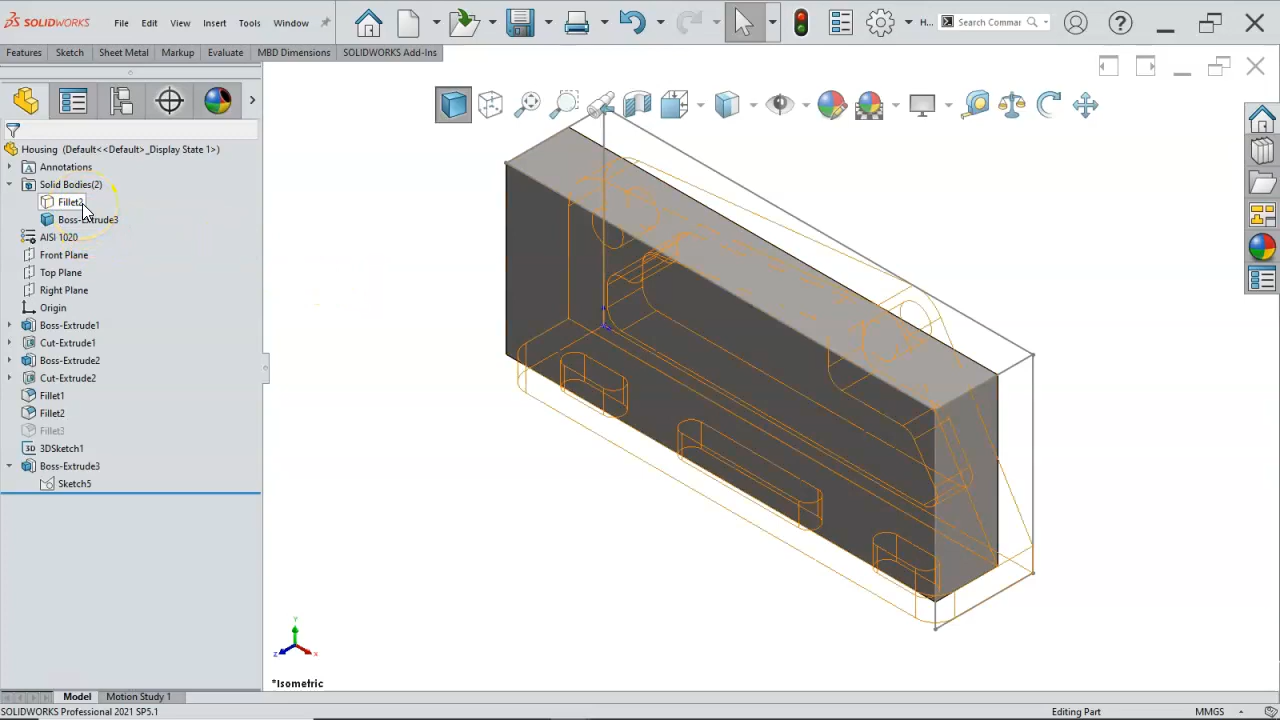 SOLIDWORKS File Edit View Insert Tools Window H... Search Commar
Features Sketch Sheet Metal Markup Evaluate MBD Dimensions SOLIDWORKS Add-Ins
Housing (Default<<Default>_Display State 1>)
Annotations
Solid Bodies(2)
Fillet2
Boss-Extrude3
AISI 1020
Front Plane
Top Plane
Right Plane
Origin
Boss-Extrude1
Cut-Extrude1
Boss-Extrude2
Cut-Extrude2
Fillet1
Fillet2
Fillet3
3D 3DSketch1
Boss-Extrude3
Sketch5
Y
Z
X
*Isometric
Model Motion Study 1
SOLIDWORKS Professional 2021 SP5.1 Editing Part MMGS